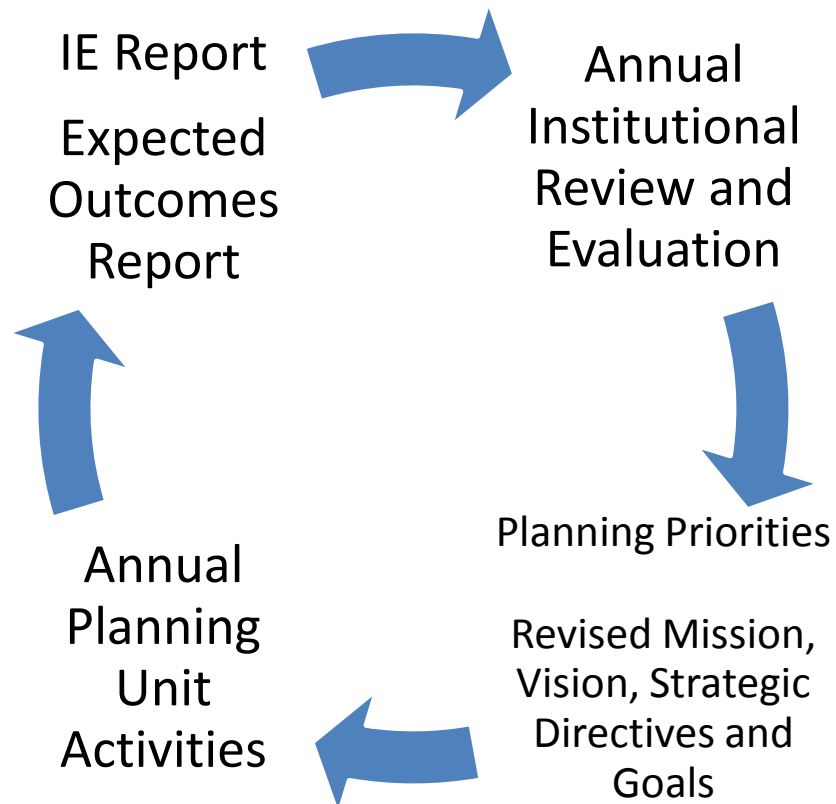 IE Report
Expected
Outcomes
Report
Annual
Institutional
Review and
Evaluation
Planning Priorities
Revised Mission,
Vision, Strategic
Directives and
Goals
Annual
Planning
Unit
Activities